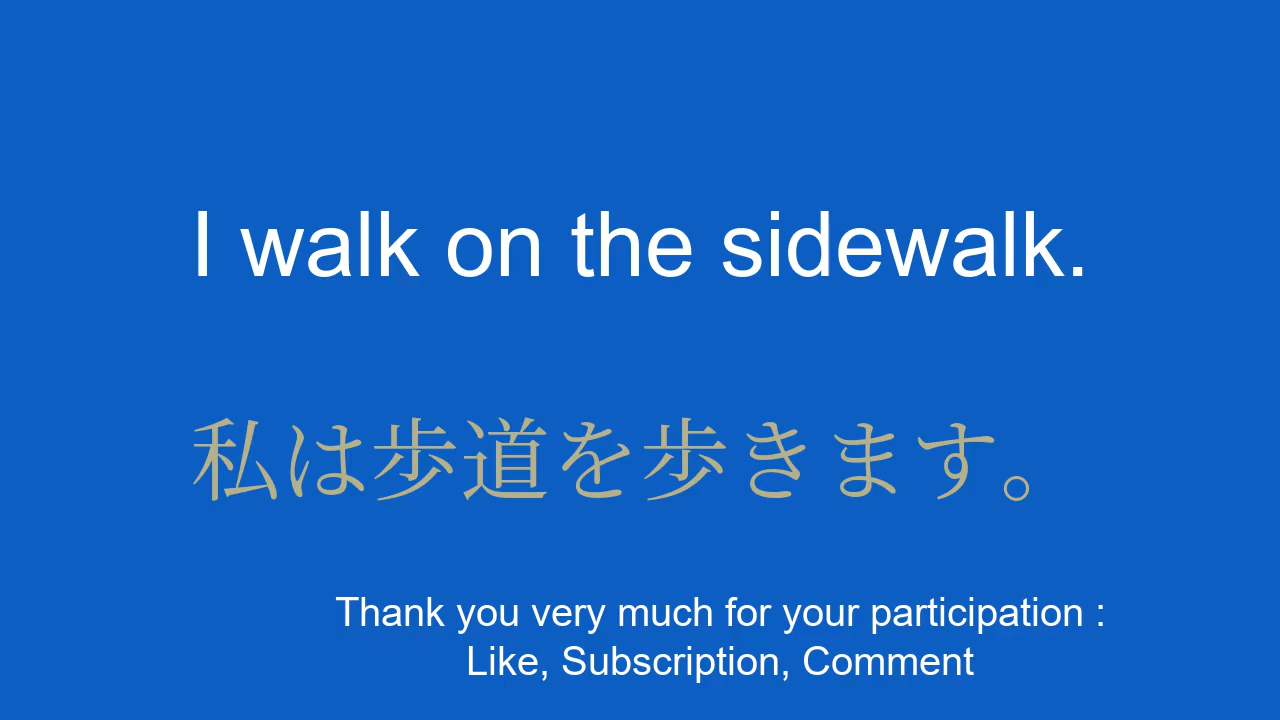 I walk on the sidewalk.
私は歩道を歩きます。
Thank you very much for your participation :
Like, Subscription, Comment